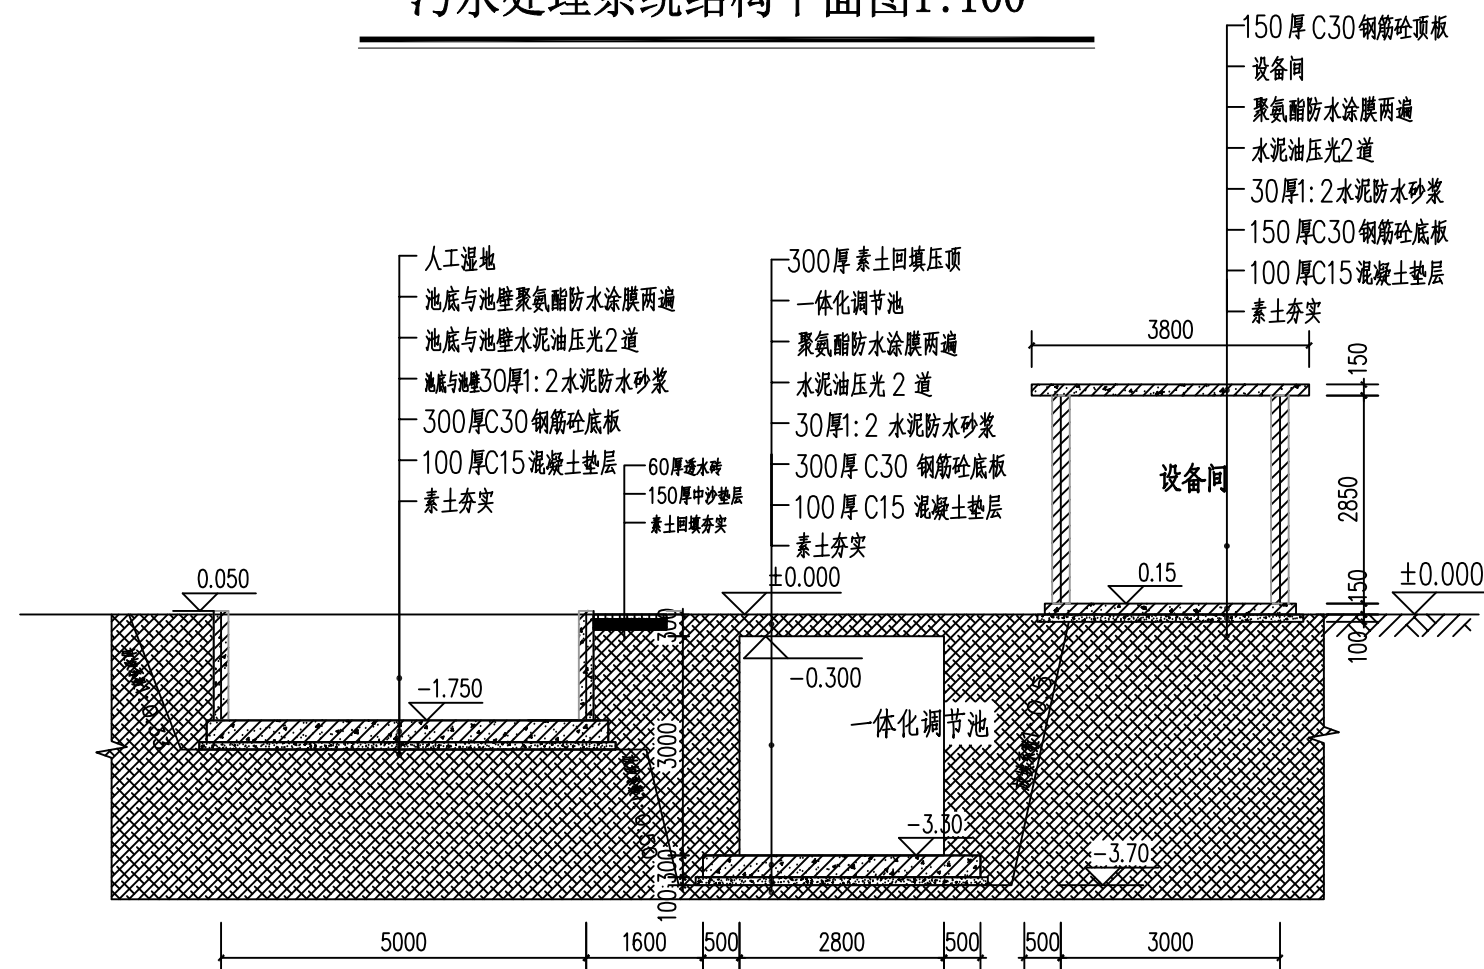 污水处理系统结构平面图1:100
150厚C30钢筋砼顶板
设备间
聚氨酯防水涂膜两遍
水泥油压光2道
30厚1:2水泥防水砂浆
150厚C30钢筋砼底板
100厚C15混凝土垫层
素土夯实
人工湿地
池底与池壁聚氨酯防水涂膜两遍
池底与池壁水泥油压光2道
池底与池壁30厚1:2水泥防水砂浆
300厚C30钢筋砼底板
100厚C15混凝土垫层
素土夯实
60厚透水砖
150厚中沙垫层
素土回填夯实
300厚素土回填压顶
一体化调节池
聚氨酯防水涂膜两遍
水泥油压光2道
30厚1:2水泥防水砂浆
300厚C30钢筋砼底板
100厚C15混凝土垫层
素土夯实
3800
150
2850
150
100
设备间
0.050
±0.000
0.15
±0.000
-1.750
-0.300
一体化调节池
-3.30
-3.70
300
3000
300
100
5000
1600
500
2800
500
500
3000